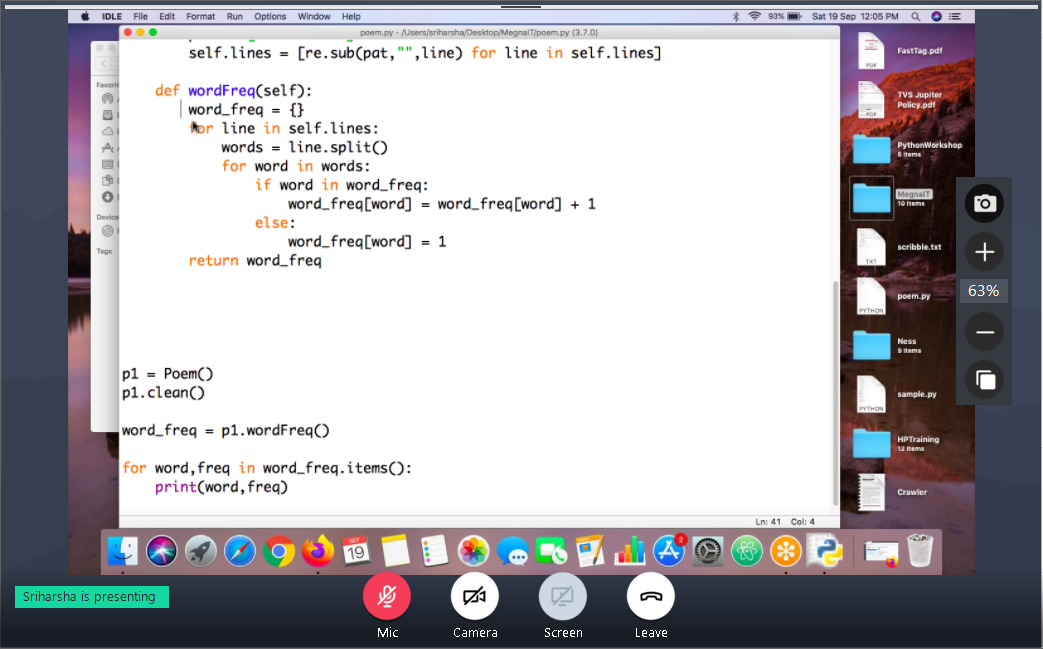 IDLE File Edit Format Run Options Window Help 93% Sat 19 Sep 12:05 PM
poem.py - /Users/sriharsha/Desktop/MegnaIT/poem.py (3.7.0)
self.lines = [re.sub(pat,"",line) for line in self.lines]
def wordFreq(self):
word_freq = {}
for line in self.lines:
words = line.split()
for word in words:
if word in word_freq:
word_freq[word] = word_freq[word] + 1
else:
word_freq[word] = 1
return word_freq
p1 = Poem()
p1.clean()
word_freq = p1.wordFreq()
for word,freq in word_freq.items():
print(word,freq)
Ln: 41 Col: 4
Favorit
Device
Tags
PDF
FastTag.pdf
PDF
TVS Jupiter
Policy.pdf
PythonWorkshop
6 items
MegnaIT
10 items
TXT
scribble.txt
PYTHON
poem.py
Ness
9 items
PYTHON
sample.py
HPTraining
12 items
Crawler
63%
SEP
19
2
Sriharsha is presenting
Mic
Camera
Screen
Leave